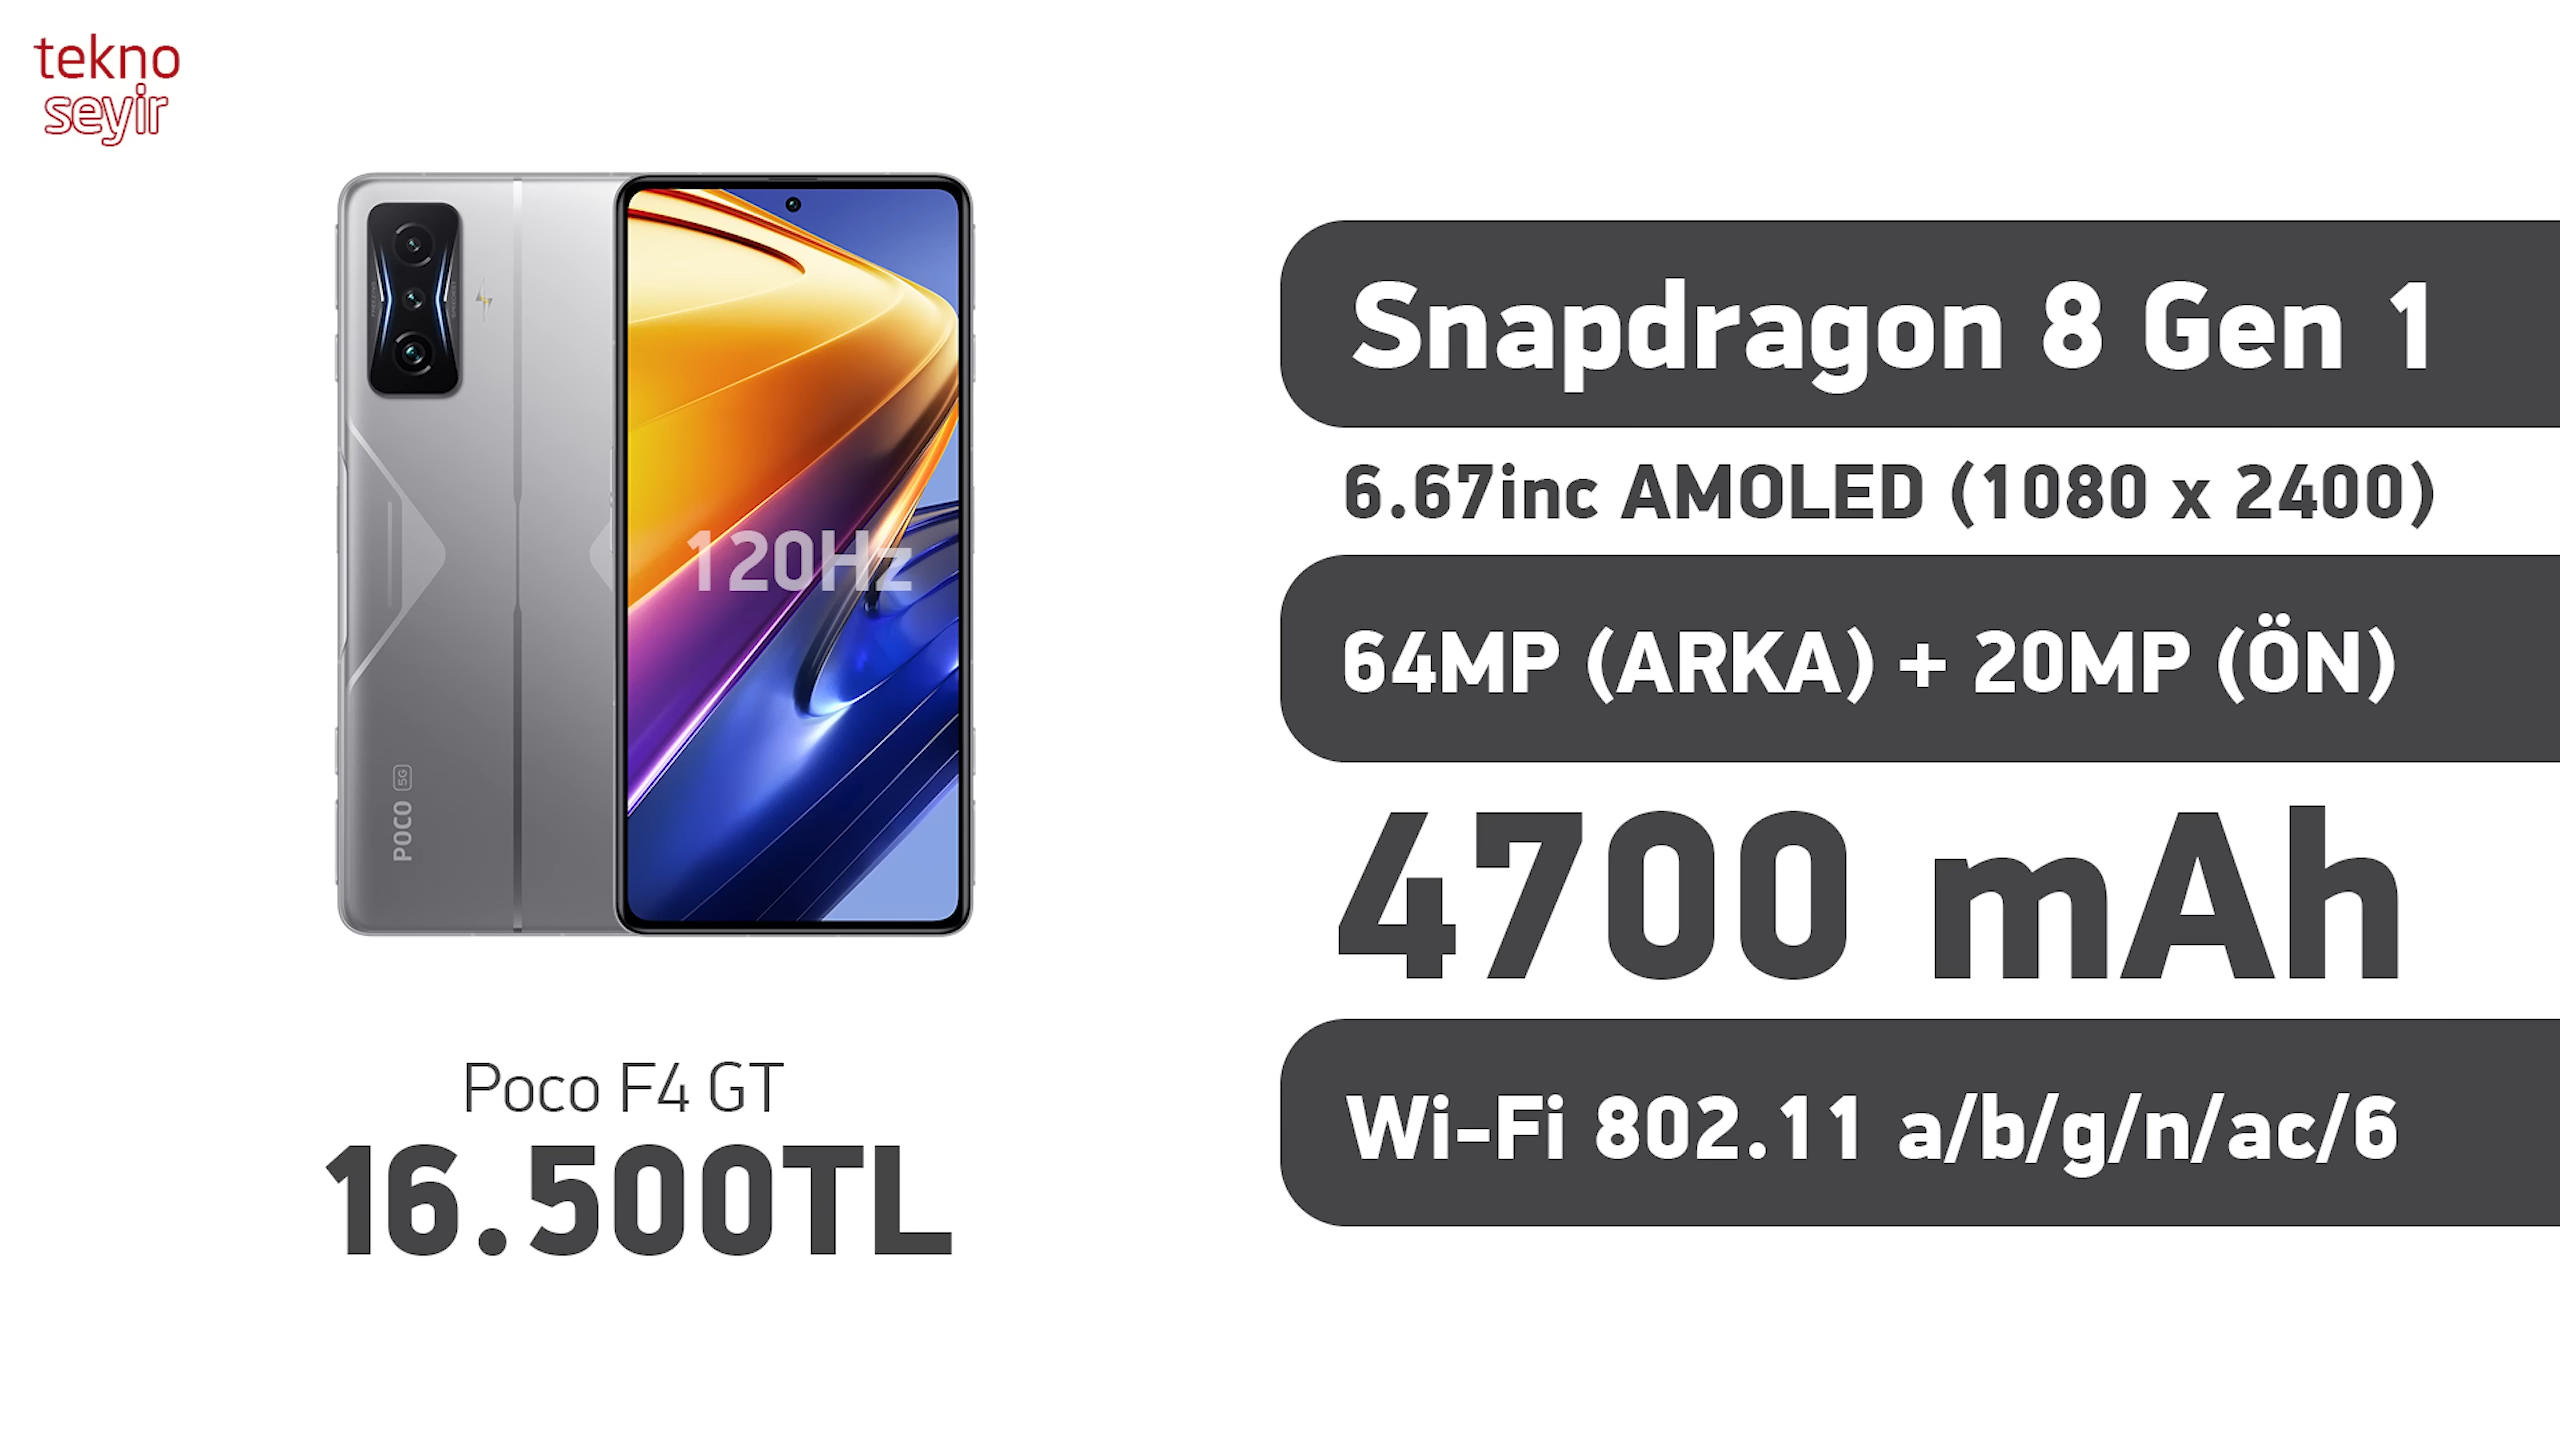 tekno
seyir
POCO 5G
120Hz
Poco F4 GT
16.500TL
Snapdragon 8 Gen 1
6.67inc AMOLED (1080 x 2400)
64MP (ARKA) + 20MP (ÖN)
4700 mAh
Wi-Fi 802.11 a/b/g/n/ac/6